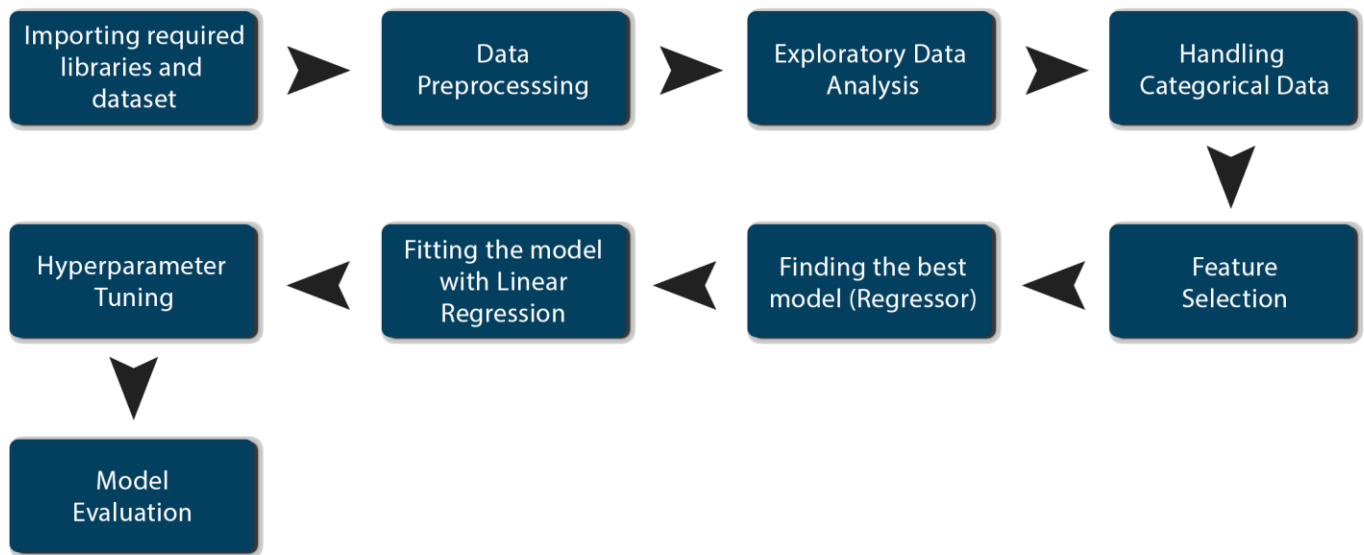 Importing required
libraries and
dataset
Data
Preprocesssing
Exploratory Data
Analysis
Handling
Categorical Data
Feature
Selection
Finding the best
model (Regressor)
Fitting the model
with Linear
Regression
Hyperparameter
Tuning
Model
Evaluation